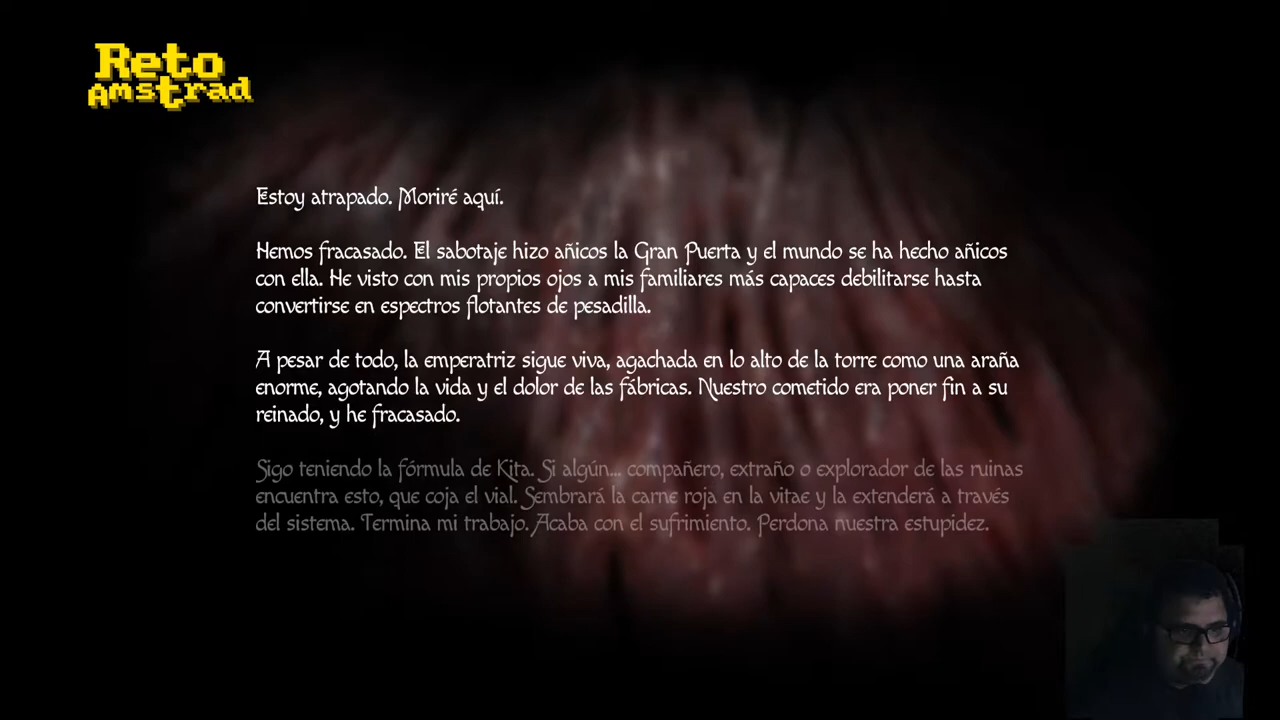 Reto
Amstrad
Estoy atrapado. Moriré aquí.
Hemos fracasado. El sabotaje hizo añicos la Gran Puerta y el mundo se ha hecho añicos
con ella. He visto con mis propios ojos a mis familiares más capaces debilitarse hasta
convertirse en espectros flotantes de pesadilla.
A pesar de todo, la emperatriz sigue viva, agachada en lo alto de la torre como una araña
enorme, agotando la vida y el dolor de las fábricas. Nuestro cometido era poner fin a su
reinado, y he fracasado.
Sigo teniendo la fórmula de Kita. Si algún... compañero, extraño o explorador de las ruinas
encuentra esto, que coja el vial. Sembrará la carne roja en la vitae y la extenderá a través
del sistema. Termina mi trabajo. Acaba con el sufrimiento. Perdona nuestra estupidez.